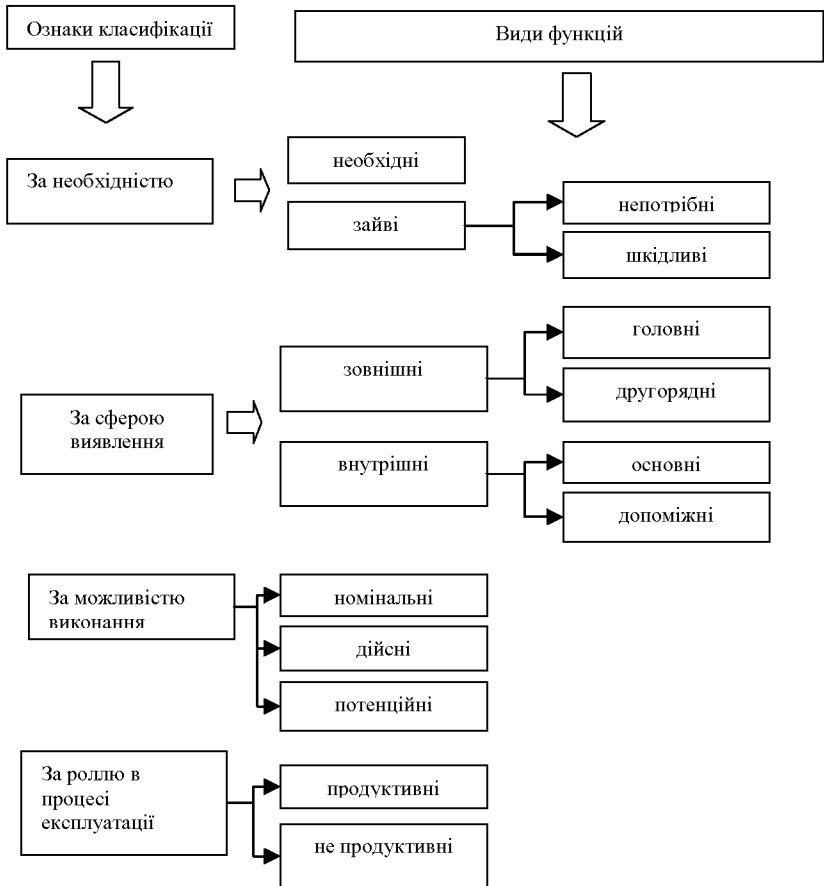 Ознаки класифікації
Види функцій
За необхідністю
необхідні
зайві
непотрібні
шкідливі
За сферою
виявлення
зовнішні
головні
другорядні
внутрішні
основні
допоміжні
За можливістю
виконання
номінальні
дійсні
потенційні
За роллю в
процесі
експлуатації
продуктивні
не продуктивні